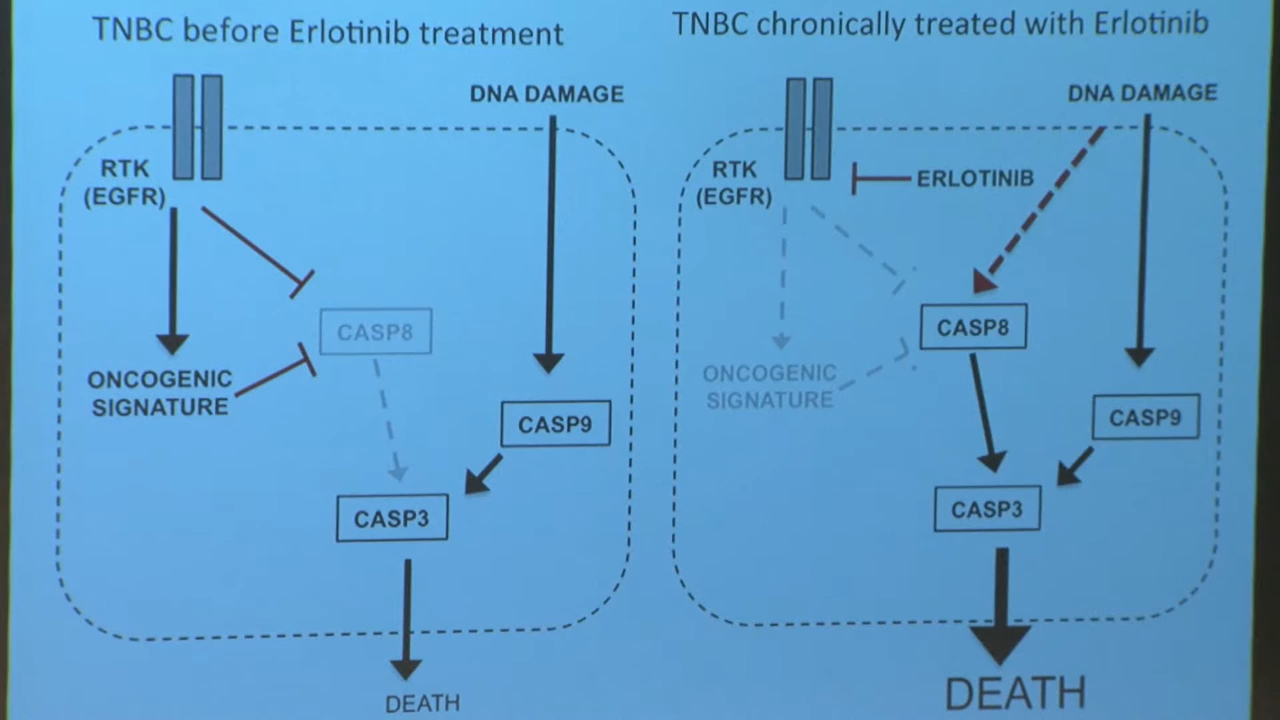 TNBC before Erlotinib treatment
DNA DAMAGE
RTK
(EGFR)
CASP8
ONCOGENIC
SIGNATURE
CASP9
CASP3
DEATH
TNBC chronically treated with Erlotinib
DNA DAMAGE
RTK
(EGFR)
ERLOTINIB
CASP8
ONCOGENIC
SIGNATURE
CASP9
CASP3
DEATH